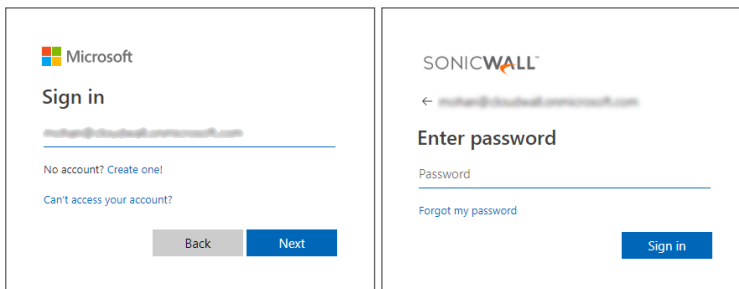 Microsoft
Sign in
No account? Create one!
Can't access your account?
Back
Next
SONICWALL™
Enter password
Password
Forgot my password
Sign in